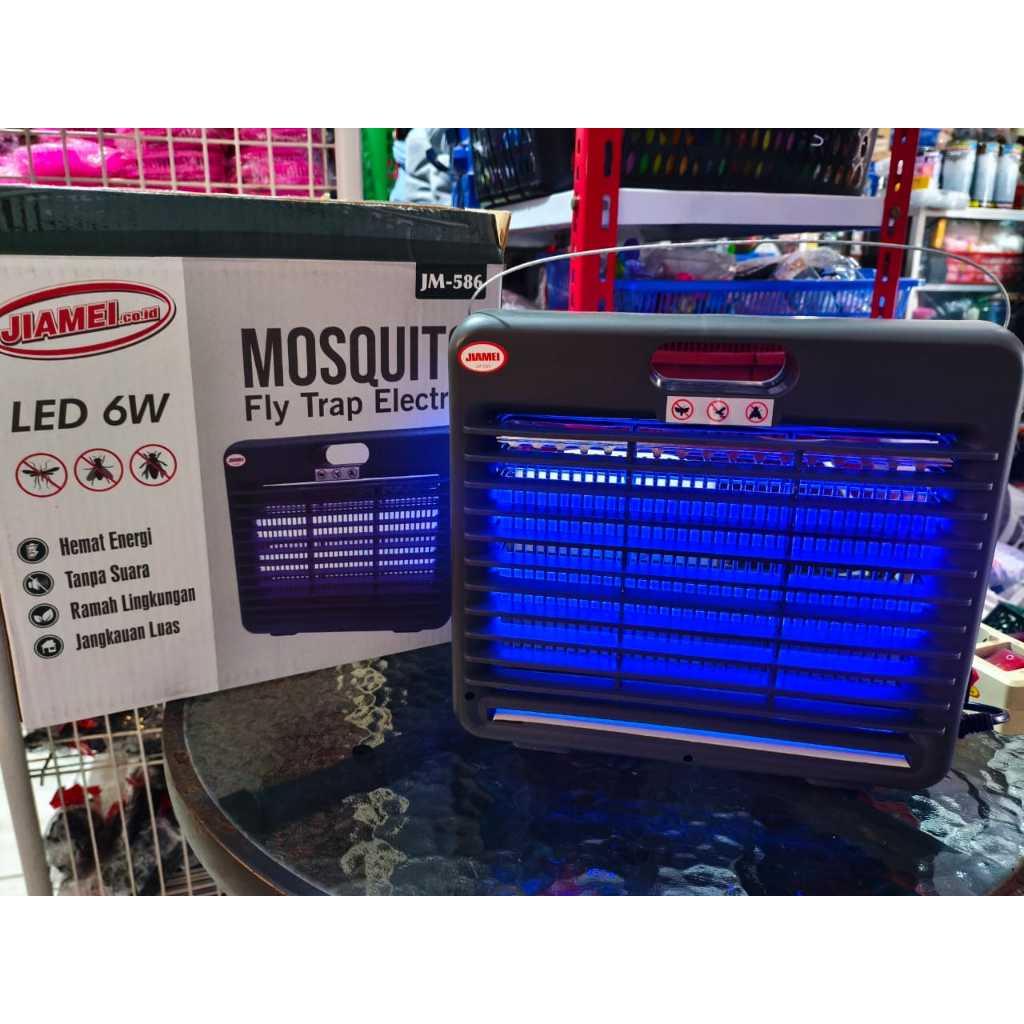 JM-586
JIAMEI.co.id
MOSQUIT
Fly Trap Electr
LED 6W
Hemat Energi
Tanpa Suara
Ramah Lingkungan
Jangkauan Luas
JIAMEI